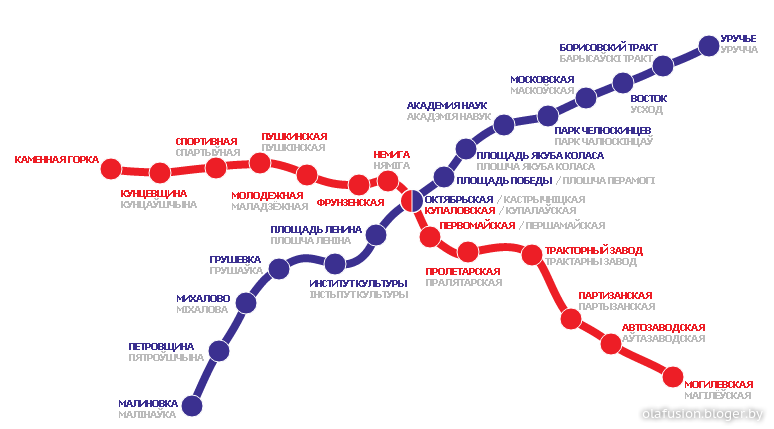 УРУЧЬЕ
УРУЧЧА
БОРИСОВСКИЙ ТРАКТ
БАРЫСАЎСКІ ТРАКТ
МОСКОВСКАЯ
МАСКОЎСКАЯ
ВОСТОК
УСХОД
АКАДЕМИЯ НАУК
АКАДЭМІЯ НАВУК
ПАРК ЧЕЛЮСКИНЦЕВ
ПАРК ЧАЛЮСКІНЦАЎ
ПУШКИНСКАЯ
ПУШКІНСКАЯ
СПОРТИВНАЯ
СПАРТЫЎНАЯ
НЕМИГА
НЯМІГА
КАМЕННАЯ ГОРКА
ПЛОЩАДЬ ЯКУБА КОЛАСА
ПЛОШЧА ЯКУБА КОЛАСА
ПЛОЩАДЬ ПОБЕДЫ / ПЛОШЧА ПЕРАМОГІ
КУНЦЕВЩИНА
КУНЦАЎШЧЫНА
МОЛОДЕЖНАЯ
МАЛАДЗЁЖНАЯ
ФРУНЗЕНСКАЯ
ОКТЯБРЬСКАЯ / КАСТРЫЧНІЦКАЯ
КУПАЛОВСКАЯ / КУПАЛАЎСКАЯ
ПЕРВОМАЙСКАЯ / ПЕРШАМАЙСКАЯ
ПЛОЩАДЬ ЛЕНИНА
ПЛОШЧА ЛЕНІНА
ТРАКТОРНЫЙ ЗАВОД
ТРАКТАРНЫ ЗАВОД
ГРУШЕВКА
ГРУШАЎКА
ПРОЛЕТАРСКАЯ
ПРАЛЯТАРСКАЯ
ИНСТИТУТ КУЛЬТУРЫ
ІНСТЫТУТ КУЛЬТУРЫ
МИХАЛОВО
МІХАЛОВА
ПАРТИЗАНСКАЯ
ПАРТЫЗАНСКАЯ
АВТОЗАВОДСКАЯ
АЎТАЗАВОДСКАЯ
ПЕТРОВЩИНА
ПЯТРОЎШЧЫНА
МОГИЛЕВСКАЯ
МАГІЛЁЎСКАЯ
МАЛИНОВКА
МАЛІНАЎКА
olafusion.bloger.by